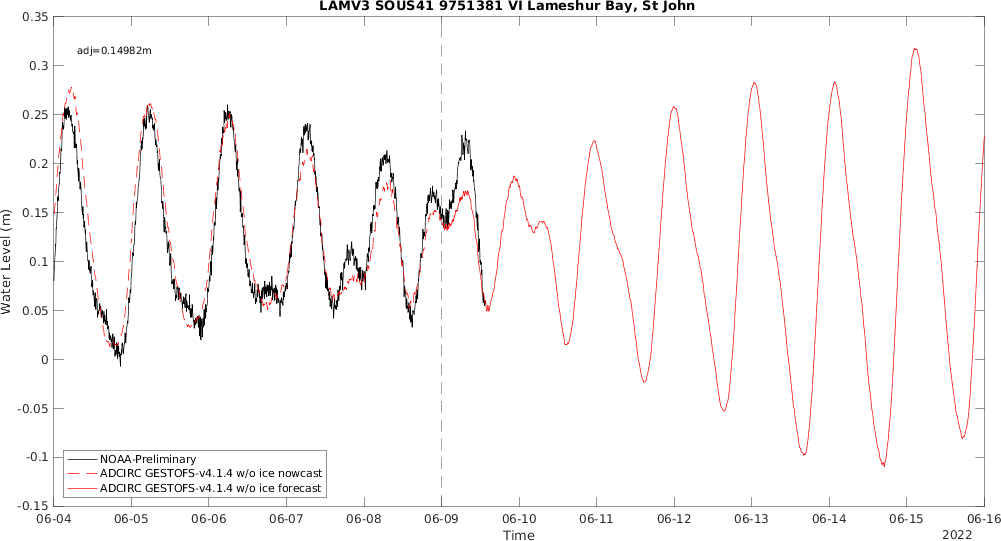 LAMV3 SOUS41 9751381 VI Lameshur Bay, St John
adj=0.14982m
0.35
0.3
0.25
0.2
0.15
0.1
0.05
0
-0.05
-0.1
-0.15
Water Level (m)
NOAA-Preliminary
ADCIRC GESTOFS-v4.1.4 w/o ice nowcast
ADCIRC GESTOFS-v4.1.4 w/o ice forecast
06-04 06-05 06-06 06-07 06-08 06-09 06-10 06-11 06-12 06-13 06-14 06-15 06-16
Time
2022